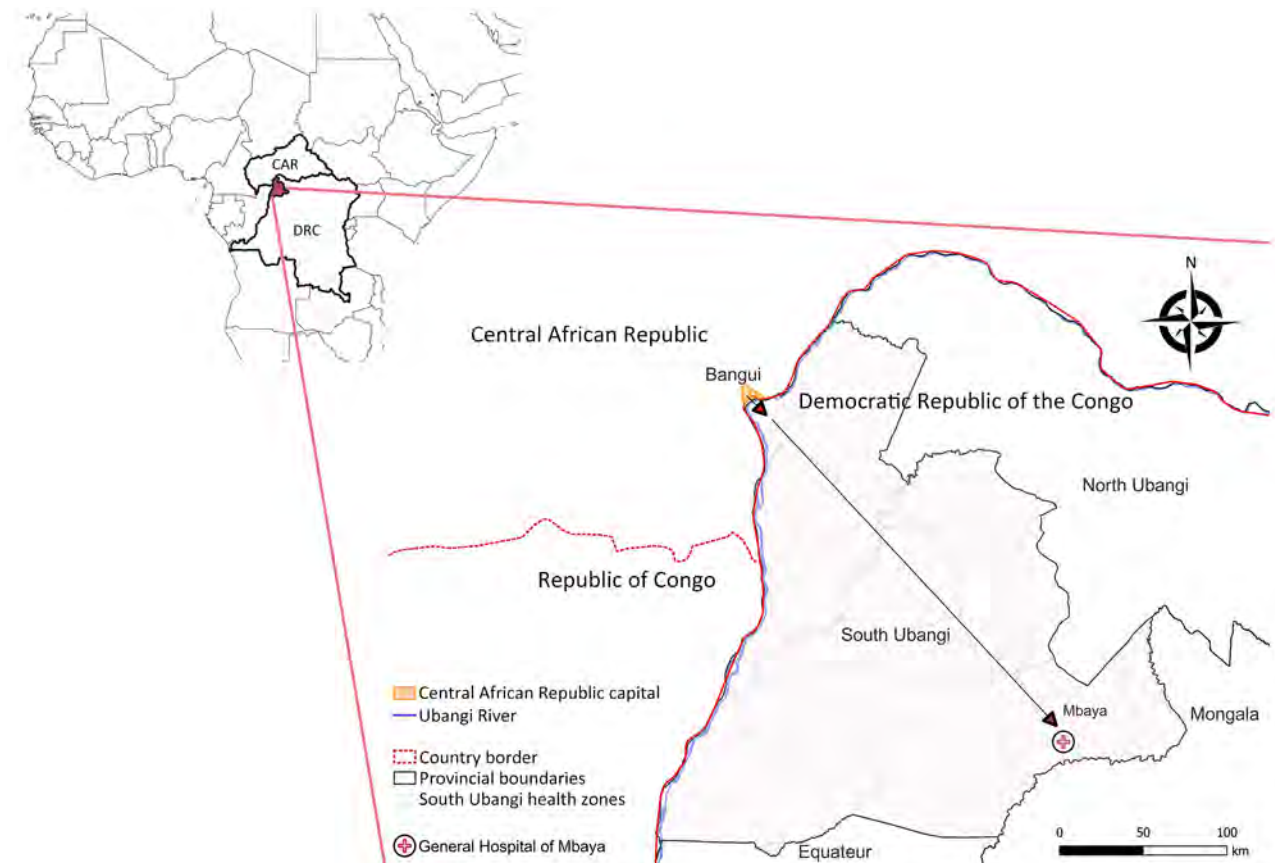 CAR
DRC
N
Central African Republic
Bangui
Democratic Republic of the Congo
North Ubangi
Republic of Congo
South Ubangi
Central African Republic capital
Ubangi River
Mbaya
Mongala
Country border
Provincial boundaries
South Ubangi health zones
General Hospital of Mbaya
Equateur
0 50 100
km